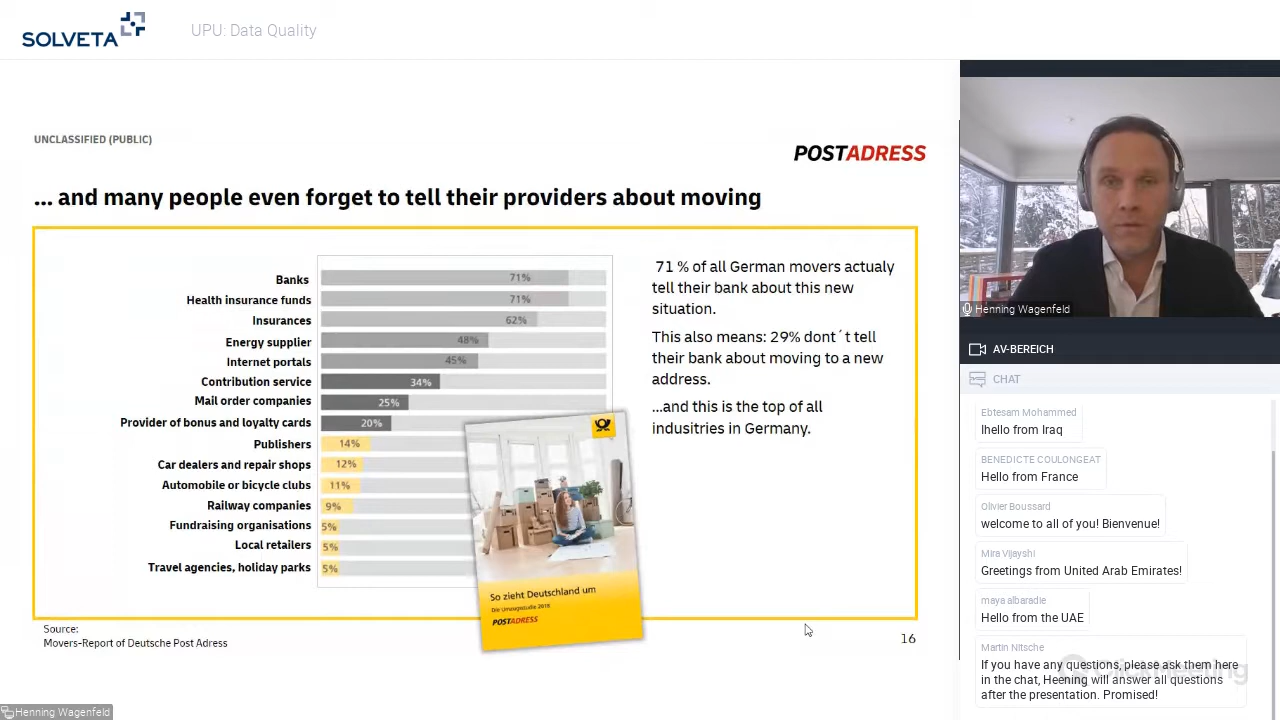 SOLVETA
UPU: Data Quality
UNCLASSIFIED (PUBLIC)
POSTADRESS
... and many people even forget to tell their providers about moving
Banks 71%
Health insurance funds 71%
Insurances 62%
Energy supplier 48%
Internet portals 45%
Contribution service 34%
Mail order companies 25%
Provider of bonus and loyalty cards 20%
Publishers 14%
Car dealers and repair shops 12%
Automobile or bicycle clubs 11%
Railway companies 9%
Fundraising organisations 5%
Local retailers 5%
Travel agencies, holiday parks 5%
71 % of all German movers actualy
tell their bank about this new
situation.
This also means: 29% dont´t tell
their bank about moving to a new
address.
...and this is the top of all
indusitries in Germany.
So zieht Deutschland um
Die Umzugsstudie 2018
POSTADRESS
Source:
Movers-Report of Deutsche Post Adress
16
Henning Wagenfeld
Henning Wagenfeld
AV-BEREICH
CHAT
Ebtesam Mohammed
Ihello from Iraq
BENEDICTE COULONGEAT
Hello from France
Olivier Boussard
welcome to all of you! Bienvenue!
Mira Vijayshi
Greetings from United Arab Emirates!
maya albaradie
Hello from the UAE
Martin Nitsche
If you have any questions, please ask them here
in the chat, Heening will answer all questions
after the presentation. Promised!
ClickMeeting